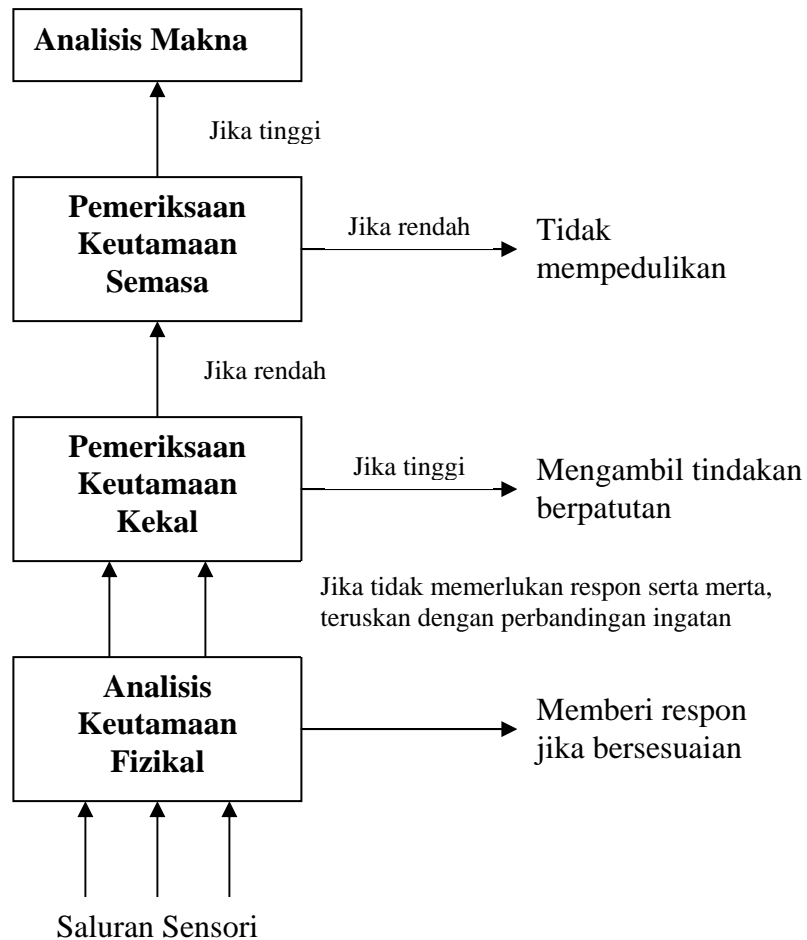 Analisis Makna
Jika tinggi
Pemeriksaan
Keutamaan
Semasa
Jika rendah
Tidak
mempedulikan
Jika rendah
Pemeriksaan
Keutamaan
Kekal
Jika tinggi
Mengambil tindakan
berpatutan
Jika tidak memerlukan respon serta merta,
teruskan dengan perbandingan ingatan
Analisis
Keutamaan
Fizikal
Memberi respon
jika bersesuaian
Saluran Sensori